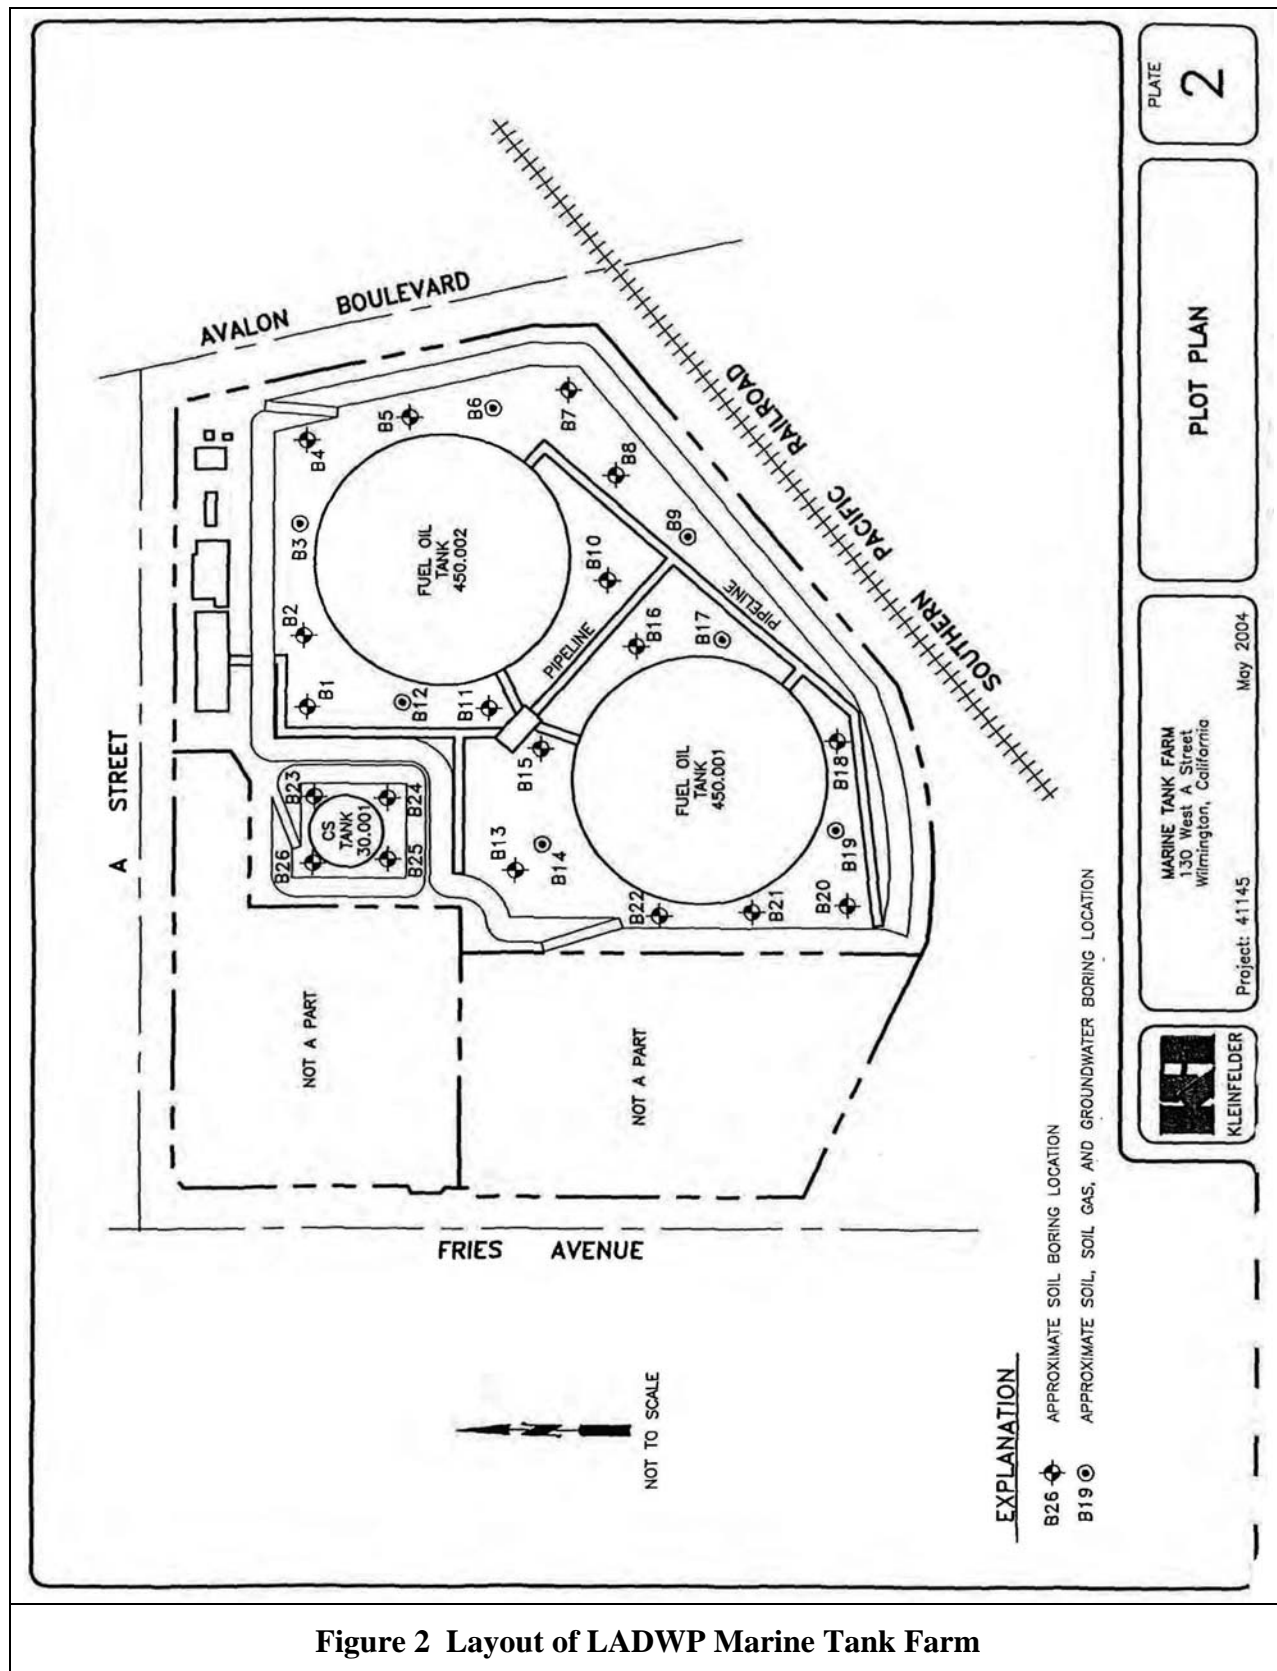 A STREET
AVALON BOULEVARD
B4
B5
B6
B3
B7
B8
B2
FUEL OIL
TANK
450.002
B9
B10
B1
B12
B11
PIPELINE
B16
PIPELINE
B17
SOUTHERN PACIFIC RAILROAD
B23
B24
CS
TANK
30.001
B26
B25
B15
B13
B14
FUEL OIL
TANK
450.001
B18
B19
B22
B21
B20
NOT A PART
NOT A PART
FRIES AVENUE
NOT TO SCALE
EXPLANATION
B26 APPROXIMATE SOIL BORING LOCATION
B19 APPROXIMATE SOIL, SOIL GAS, AND GROUNDWATER BORING LOCATION
KLEINFELDER
MARINE TANK FARM
130 West A Street
Wilmington, California
Project: 41145 May 2004
PLOT PLAN
PLATE
2
Figure 2 Layout of LADWP Marine Tank Farm